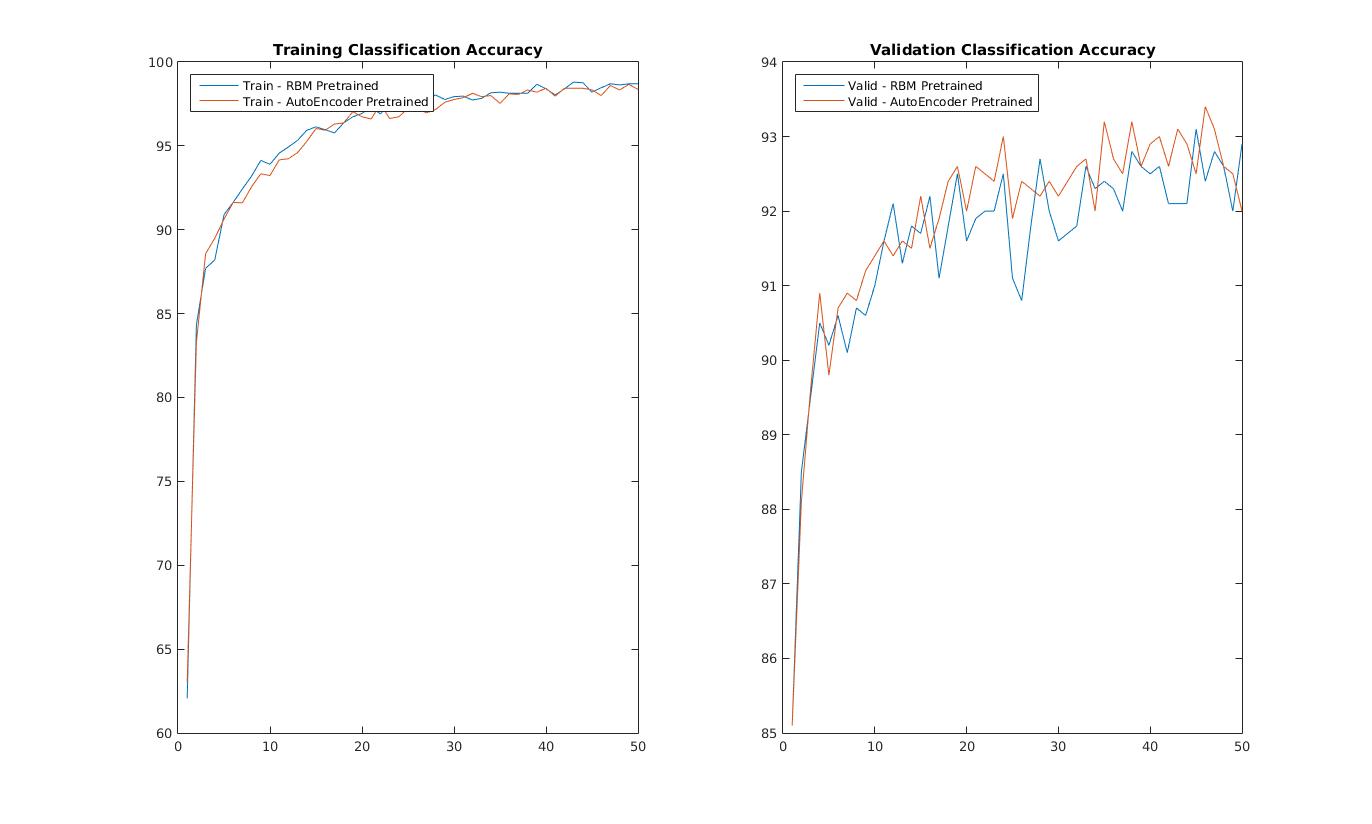 Training Classification Accuracy
100
95
90
85
80
75
70
65
60
0 10 20 30 40 50
Train - RBM Pretrained
Train - AutoEncoder Pretrained
Validation Classification Accuracy
94
93
92
91
90
89
88
87
86
85
0 10 20 30 40 50
Valid - RBM Pretrained
Valid - AutoEncoder Pretrained